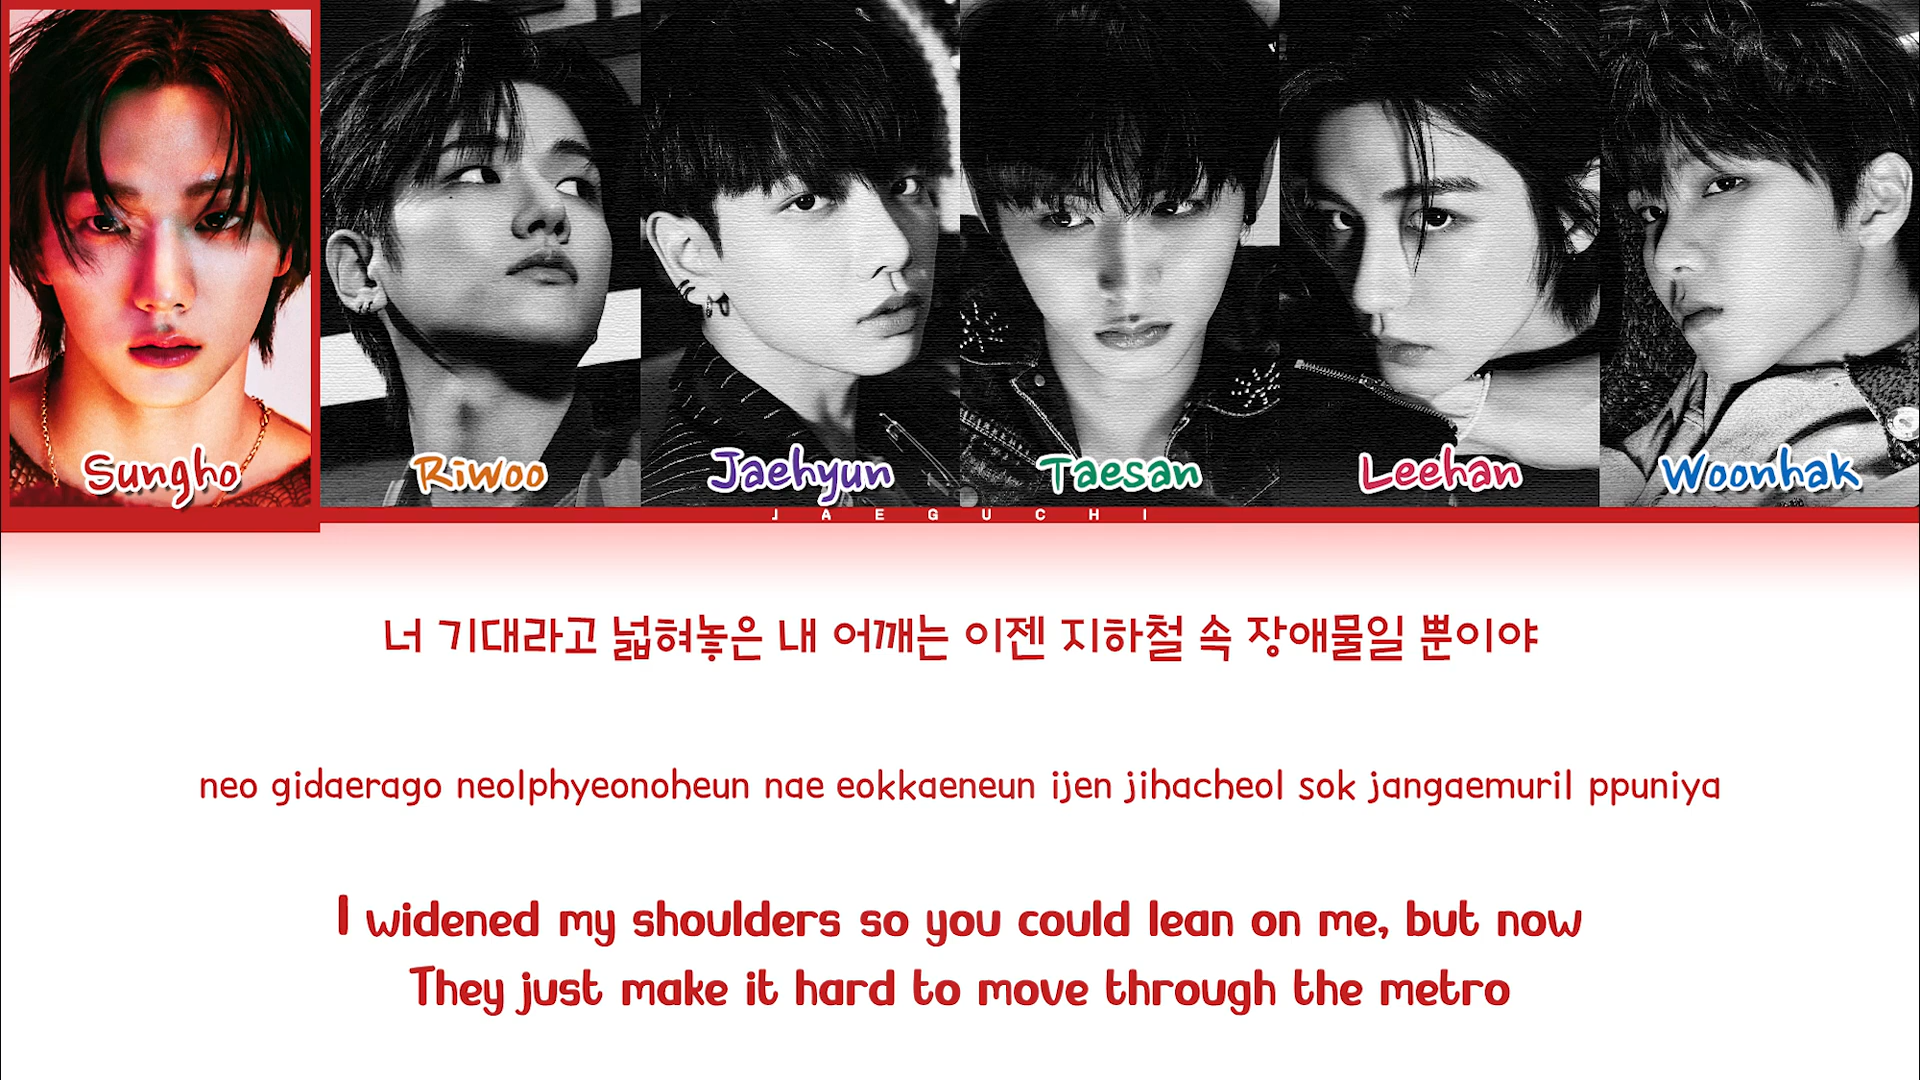 Sungho
Riwoo
Jaehyun
Taesan
Leehan
Woonhak
JAEGUCHI
너 기대라고 넓혀놓은 내 어깨는 이젠 지하철 속 장애물일 뿐이야
neo gidaerago neolphyeonoheun nae eokkaeneun ijen jihacheol sok jangaemuril ppuniya
I widened my shoulders so you could lean on me, but now
They just make it hard to move through the metro